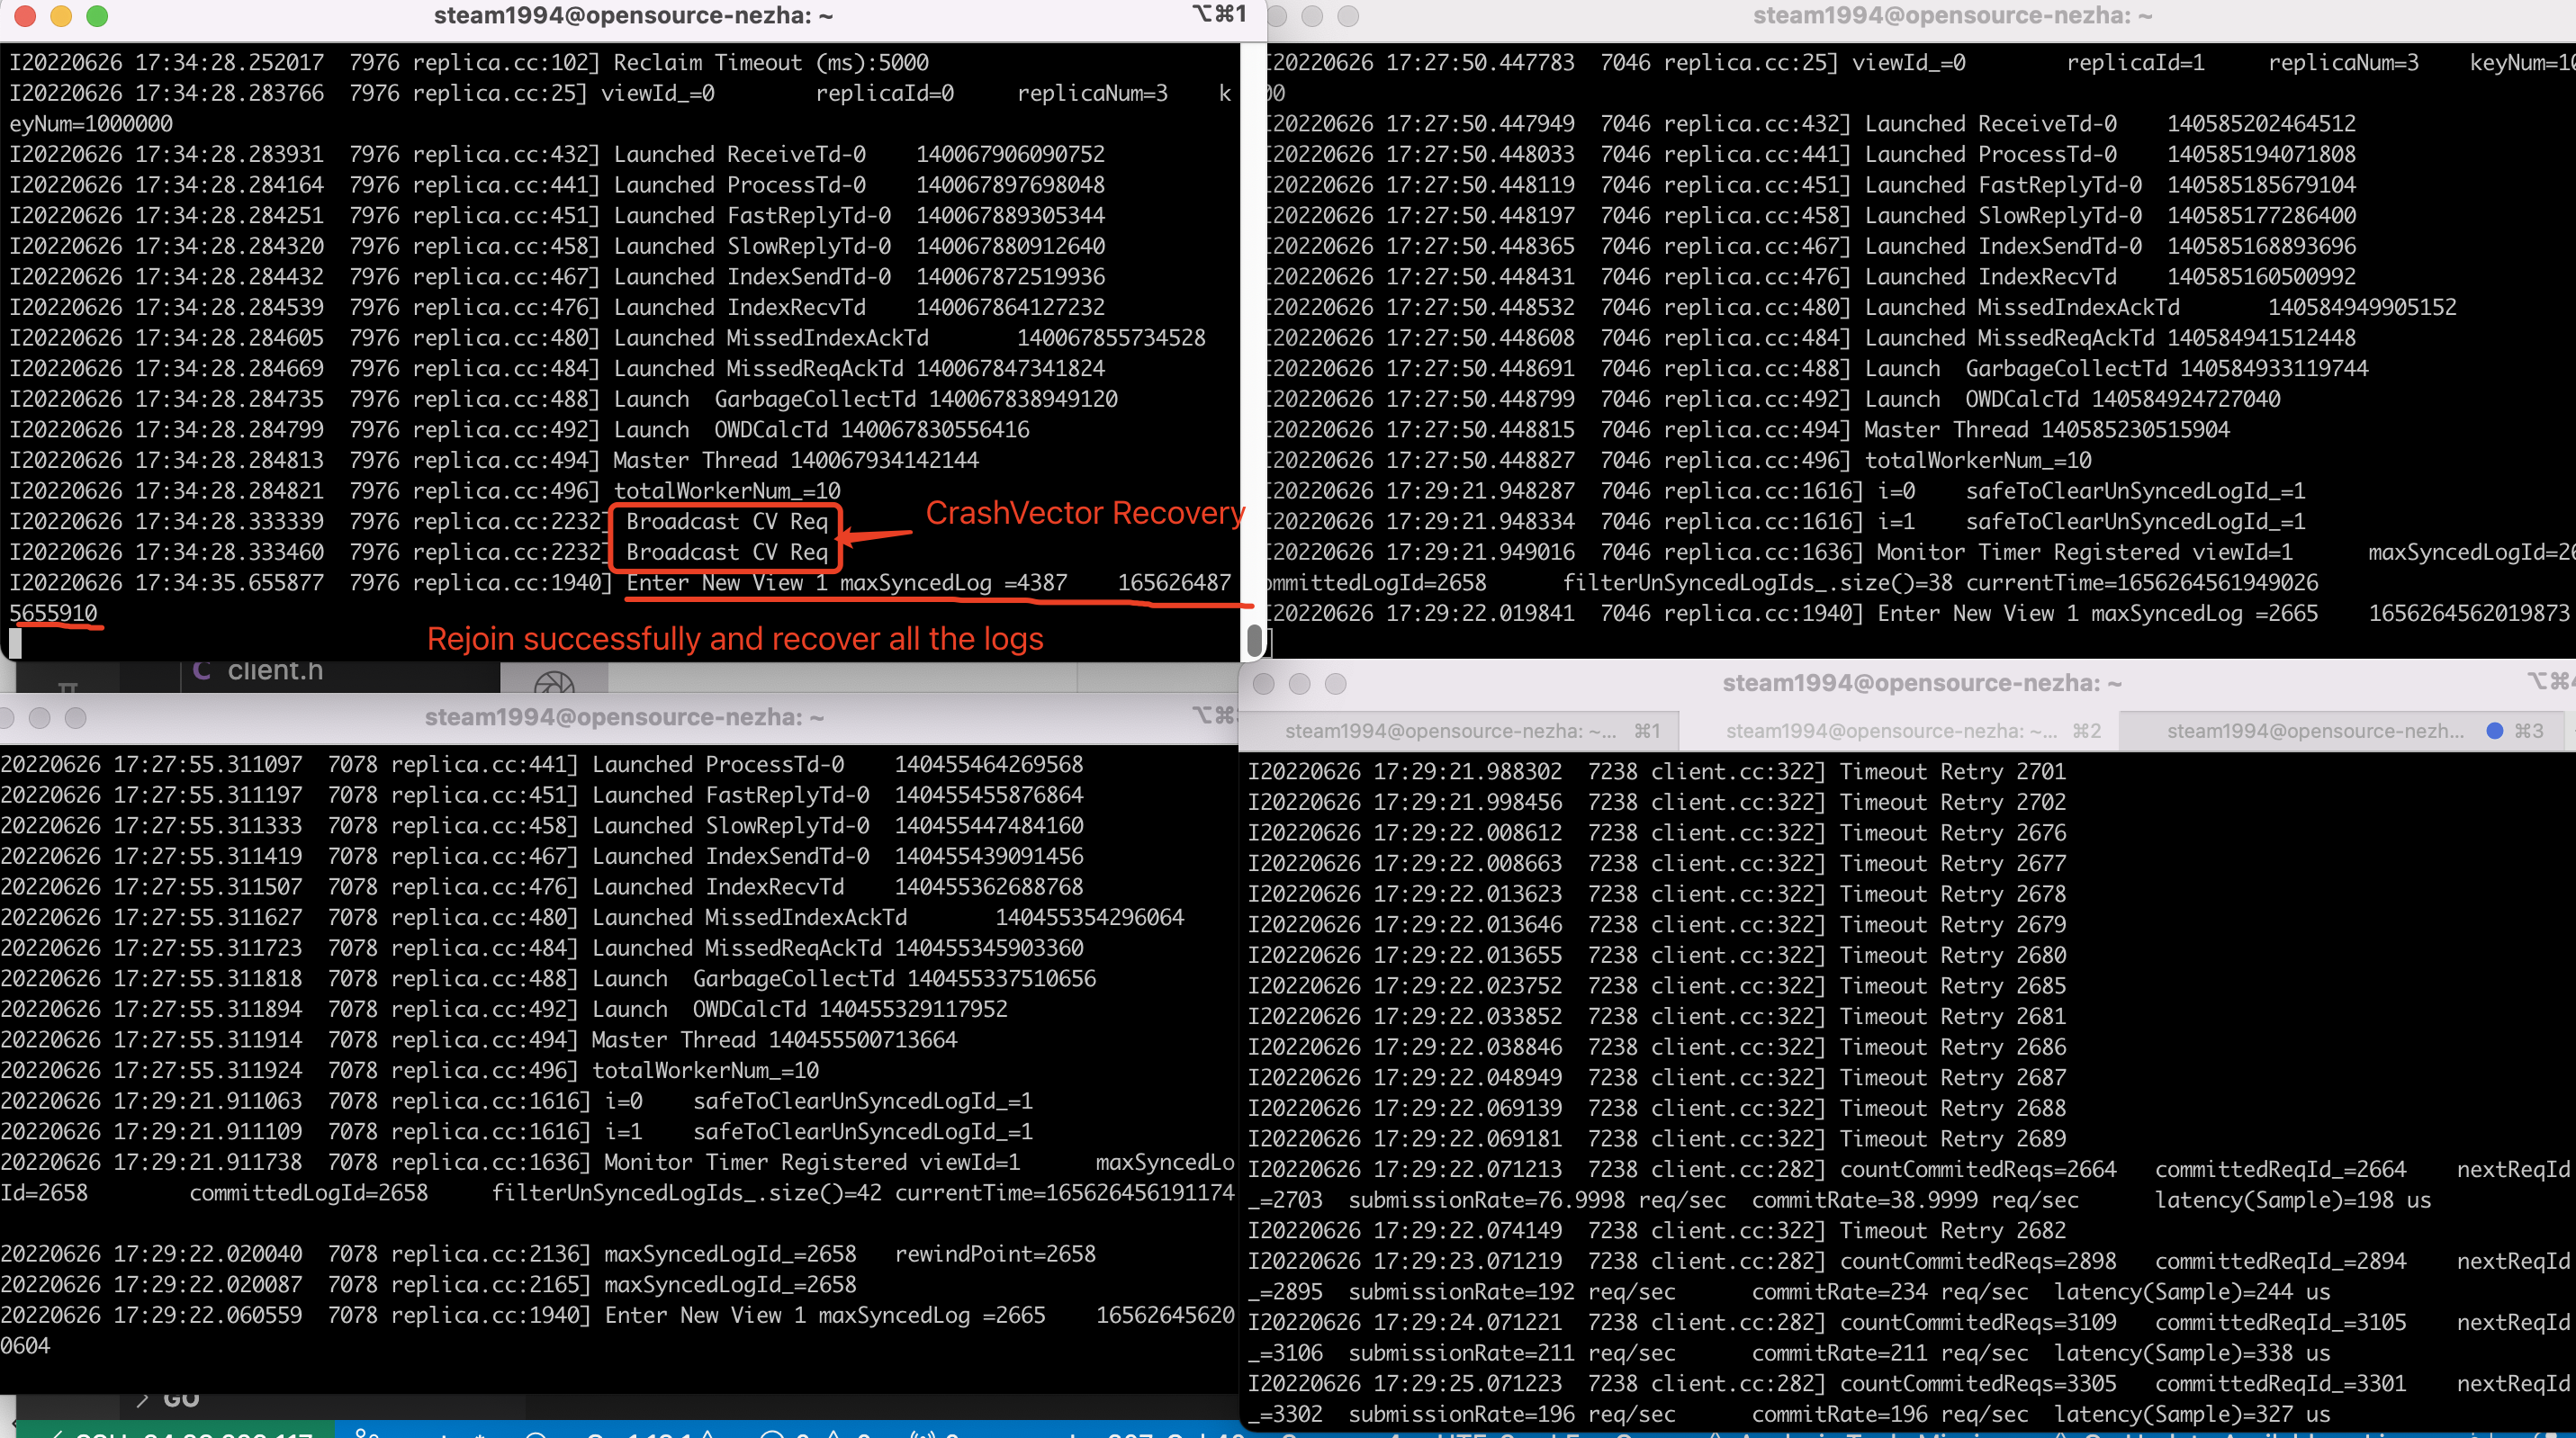 steam1994@opensource-nezha: ~ ⌥⌘1
I20220626 17:34:28.252017 7976 replica.cc:102] Reclaim Timeout (ms):5000
I20220626 17:34:28.283766 7976 replica.cc:25] viewId_=0 replicaId=0 replicaNum=3 k
eyNum=1000000
I20220626 17:34:28.283931 7976 replica.cc:432] Launched ReceiveTd-0 140067906090752
I20220626 17:34:28.284164 7976 replica.cc:441] Launched ProcessTd-0 140067897698048
I20220626 17:34:28.284251 7976 replica.cc:451] Launched FastReplyTd-0 140067889305344
I20220626 17:34:28.284320 7976 replica.cc:458] Launched SlowReplyTd-0 140067880912640
I20220626 17:34:28.284432 7976 replica.cc:467] Launched IndexSendTd-0 140067872519936
I20220626 17:34:28.284539 7976 replica.cc:476] Launched IndexRecvTd 140067864127232
I20220626 17:34:28.284605 7976 replica.cc:480] Launched MissedIndexAckTd 140067855734528
I20220626 17:34:28.284669 7976 replica.cc:484] Launched MissedReqAckTd 140067847341824
I20220626 17:34:28.284735 7976 replica.cc:488] Launch GarbageCollectTd 140067838949120
I20220626 17:34:28.284799 7976 replica.cc:492] Launch OWDCalcTd 140067830556416
I20220626 17:34:28.284813 7976 replica.cc:494] Master Thread 140067934142144
I20220626 17:34:28.284821 7976 replica.cc:496] totalWorkerNum_=10
I20220626 17:34:28.333339 7976 replica.cc:2232 Broadcast CV Req
I20220626 17:34:28.333460 7976 replica.cc:2232 Broadcast CV Req
CrashVector Recovery
I20220626 17:34:35.655877 7976 replica.cc:1940] Enter New View 1 maxSyncedLog =4387 165626487
5655910
Rejoin successfully and recover all the logs
steam1994@opensource-nezha: ~
I20220626 17:27:50.447783 7046 replica.cc:25] viewId_=0 replicaId=1 replicaNum=3 keyNum=10
00
I20220626 17:27:50.447949 7046 replica.cc:432] Launched ReceiveTd-0 140585202464512
I20220626 17:27:50.448033 7046 replica.cc:441] Launched ProcessTd-0 140585194071808
I20220626 17:27:50.448119 7046 replica.cc:451] Launched FastReplyTd-0 140585185679104
I20220626 17:27:50.448197 7046 replica.cc:458] Launched SlowReplyTd-0 140585177286400
I20220626 17:27:50.448365 7046 replica.cc:467] Launched IndexSendTd-0 140585168893696
I20220626 17:27:50.448431 7046 replica.cc:476] Launched IndexRecvTd 140585160500992
I20220626 17:27:50.448532 7046 replica.cc:480] Launched MissedIndexAckTd 140584949905152
I20220626 17:27:50.448608 7046 replica.cc:484] Launched MissedReqAckTd 140584941512448
I20220626 17:27:50.448691 7046 replica.cc:488] Launch GarbageCollectTd 140584933119744
I20220626 17:27:50.448799 7046 replica.cc:492] Launch OWDCalcTd 140584924727040
I20220626 17:27:50.448815 7046 replica.cc:494] Master Thread 140585230515904
I20220626 17:27:50.448827 7046 replica.cc:496] totalWorkerNum_=10
I20220626 17:29:21.948287 7046 replica.cc:1616] i=0 safeToClearUnSyncedLogId_=1
I20220626 17:29:21.948334 7046 replica.cc:1616] i=1 safeToClearUnSyncedLogId_=1
I20220626 17:29:21.949016 7046 replica.cc:1636] Monitor Timer Registered viewId=1 maxSyncedLogId=26
ommittedLogId=2658 filterUnSyncedLogIds_.size()=38 currentTime=1656264561949026
I20220626 17:29:22.019841 7046 replica.cc:1940] Enter New View 1 maxSyncedLog =2665 1656264562019873
client.h
steam1994@opensource-nezha: ~ ⌥⌘
20220626 17:27:55.311097 7078 replica.cc:441] Launched ProcessTd-0 140455464269568
20220626 17:27:55.311197 7078 replica.cc:451] Launched FastReplyTd-0 140455455876864
20220626 17:27:55.311333 7078 replica.cc:458] Launched SlowReplyTd-0 140455447484160
20220626 17:27:55.311419 7078 replica.cc:467] Launched IndexSendTd-0 140455439091456
20220626 17:27:55.311507 7078 replica.cc:476] Launched IndexRecvTd 140455362688768
20220626 17:27:55.311627 7078 replica.cc:480] Launched MissedIndexAckTd 140455354296064
20220626 17:27:55.311723 7078 replica.cc:484] Launched MissedReqAckTd 140455345903360
20220626 17:27:55.311818 7078 replica.cc:488] Launch GarbageCollectTd 140455337510656
20220626 17:27:55.311894 7078 replica.cc:492] Launch OWDCalcTd 140455329117952
20220626 17:27:55.311914 7078 replica.cc:494] Master Thread 140455500713664
20220626 17:27:55.311924 7078 replica.cc:496] totalWorkerNum_=10
20220626 17:29:21.911063 7078 replica.cc:1616] i=0 safeToClearUnSyncedLogId_=1
20220626 17:29:21.911109 7078 replica.cc:1616] i=1 safeToClearUnSyncedLogId_=1
20220626 17:29:21.911738 7078 replica.cc:1636] Monitor Timer Registered viewId=1 maxSyncedLo
Id=2658 committedLogId=2658 filterUnSyncedLogIds_.size()=42 currentTime=165626456191174
20220626 17:29:22.020040 7078 replica.cc:2136] maxSyncedLogId_=2658 rewindPoint=2658
20220626 17:29:22.020087 7078 replica.cc:2165] maxSyncedLogId_=2658
20220626 17:29:22.060559 7078 replica.cc:1940] Enter New View 1 maxSyncedLog =2665 16562645620
0604
GO
steam1994@opensource-nezha: ~ ⌥⌘4
steam1994@opensource-nezha: ~... ⌘1 steam1994@opensource-nezha: ~... ⌘2 steam1994@opensource-nezh... ⌘3
I20220626 17:29:21.988302 7238 client.cc:322] Timeout Retry 2701
I20220626 17:29:21.998456 7238 client.cc:322] Timeout Retry 2702
I20220626 17:29:22.008612 7238 client.cc:322] Timeout Retry 2676
I20220626 17:29:22.008663 7238 client.cc:322] Timeout Retry 2677
I20220626 17:29:22.013623 7238 client.cc:322] Timeout Retry 2678
I20220626 17:29:22.013646 7238 client.cc:322] Timeout Retry 2679
I20220626 17:29:22.013655 7238 client.cc:322] Timeout Retry 2680
I20220626 17:29:22.023752 7238 client.cc:322] Timeout Retry 2685
I20220626 17:29:22.033852 7238 client.cc:322] Timeout Retry 2681
I20220626 17:29:22.038846 7238 client.cc:322] Timeout Retry 2686
I20220626 17:29:22.048949 7238 client.cc:322] Timeout Retry 2687
I20220626 17:29:22.069139 7238 client.cc:322] Timeout Retry 2688
I20220626 17:29:22.069181 7238 client.cc:322] Timeout Retry 2689
I20220626 17:29:22.071213 7238 client.cc:282] countCommitedReqs=2664 committedReqId_=2664 nextReqId
_=2703 submissionRate=76.9998 req/sec commitRate=38.9999 req/sec latency(Sample)=198 us
I20220626 17:29:22.074149 7238 client.cc:322] Timeout Retry 2682
I20220626 17:29:23.071219 7238 client.cc:282] countCommitedReqs=2898 committedReqId_=2894 nextReqId
_=2895 submissionRate=192 req/sec commitRate=234 req/sec latency(Sample)=244 us
I20220626 17:29:24.071221 7238 client.cc:282] countCommitedReqs=3109 committedReqId_=3105 nextReqId
_=3106 submissionRate=211 req/sec commitRate=211 req/sec latency(Sample)=338 us
I20220626 17:29:25.071223 7238 client.cc:282] countCommitedReqs=3305 committedReqId_=3301 nextReqId
_=3302 submissionRate=196 req/sec commitRate=196 req/sec latency(Sample)=327 us